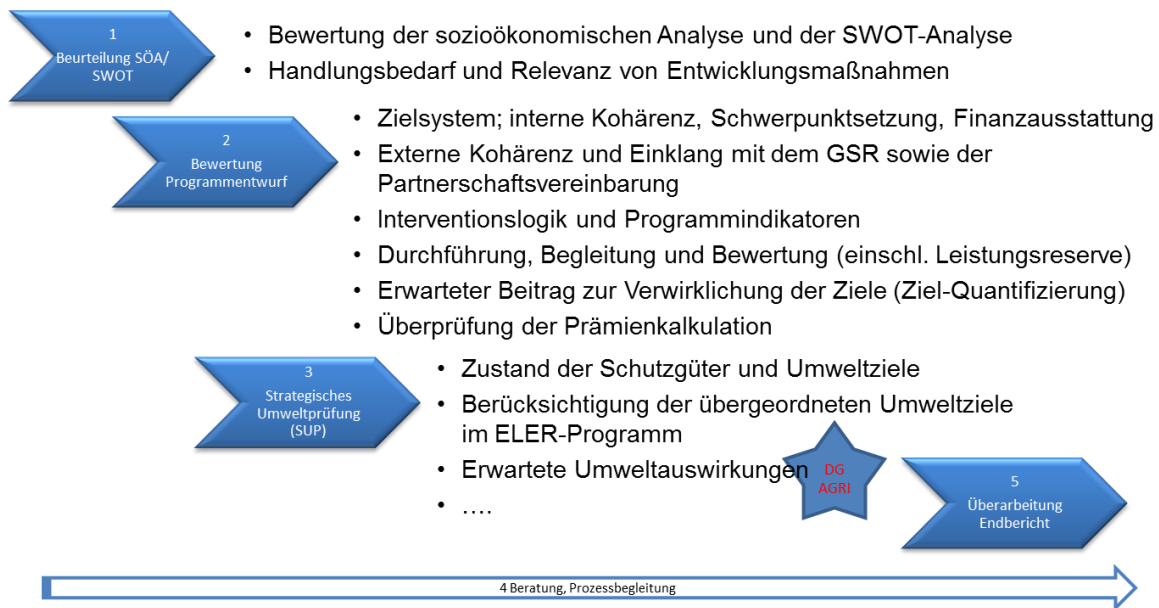 1
Beurteilung SÖA/
SWOT
• Bewertung der sozioökonomischen Analyse und der SWOT-Analyse
• Handlungsbedarf und Relevanz von Entwicklungsmaßnahmen
2
Bewertung
Programmentwurf
• Zielsystem; interne Kohärenz, Schwerpunktsetzung, Finanzausstattung
• Externe Kohärenz und Einklang mit dem GSR sowie der
Partnerschaftsvereinbarung
• Interventionslogik und Programmindikatoren
• Durchführung, Begleitung und Bewertung (einschl. Leistungsreserve)
• Erwarteter Beitrag zur Verwirklichung der Ziele (Ziel-Quantifizierung)
• Überprüfung der Prämienkalkulation
3
Strategisches
Umweltprüfung
(SUP)
• Zustand der Schutzgüter und Umweltziele
• Berücksichtigung der übergeordneten Umweltziele
im ELER-Programm
• Erwartete Umweltauswirkungen
• ….
DG
AGRI
5
Überarbeitung
Endbericht
4 Beratung, Prozessbegleitung